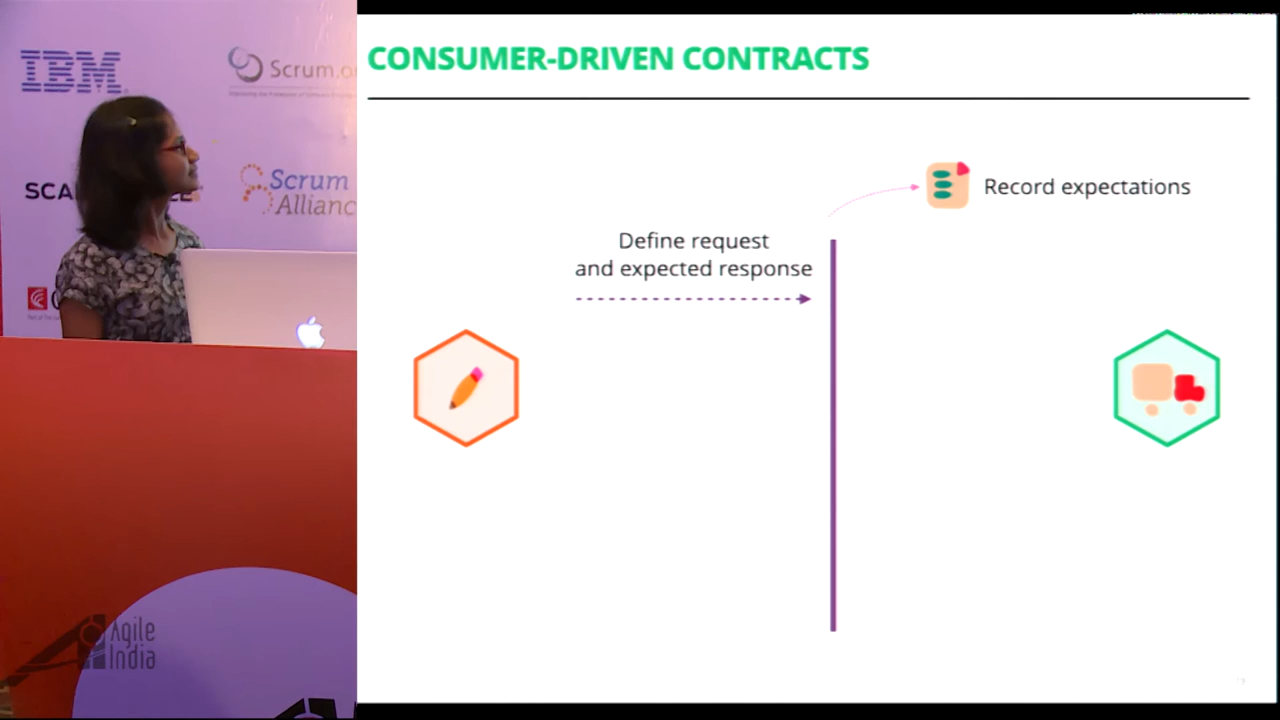 IBM
Scrum.o
SCA
Scrum
Allianc
Agile
India
CONSUMER-DRIVEN CONTRACTS
Record expectations
Define request
and expected response